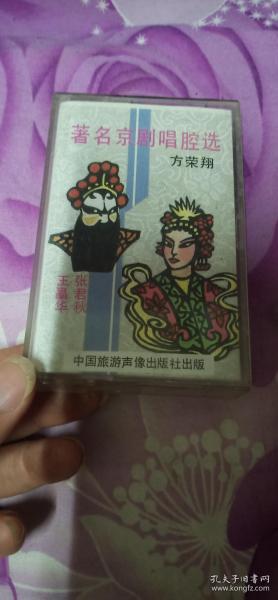 著名京剧唱腔选
方荣翔
张君秋
王晶华
中国旅游声像出版社出版
孔夫子旧书网
www.kongfz.com